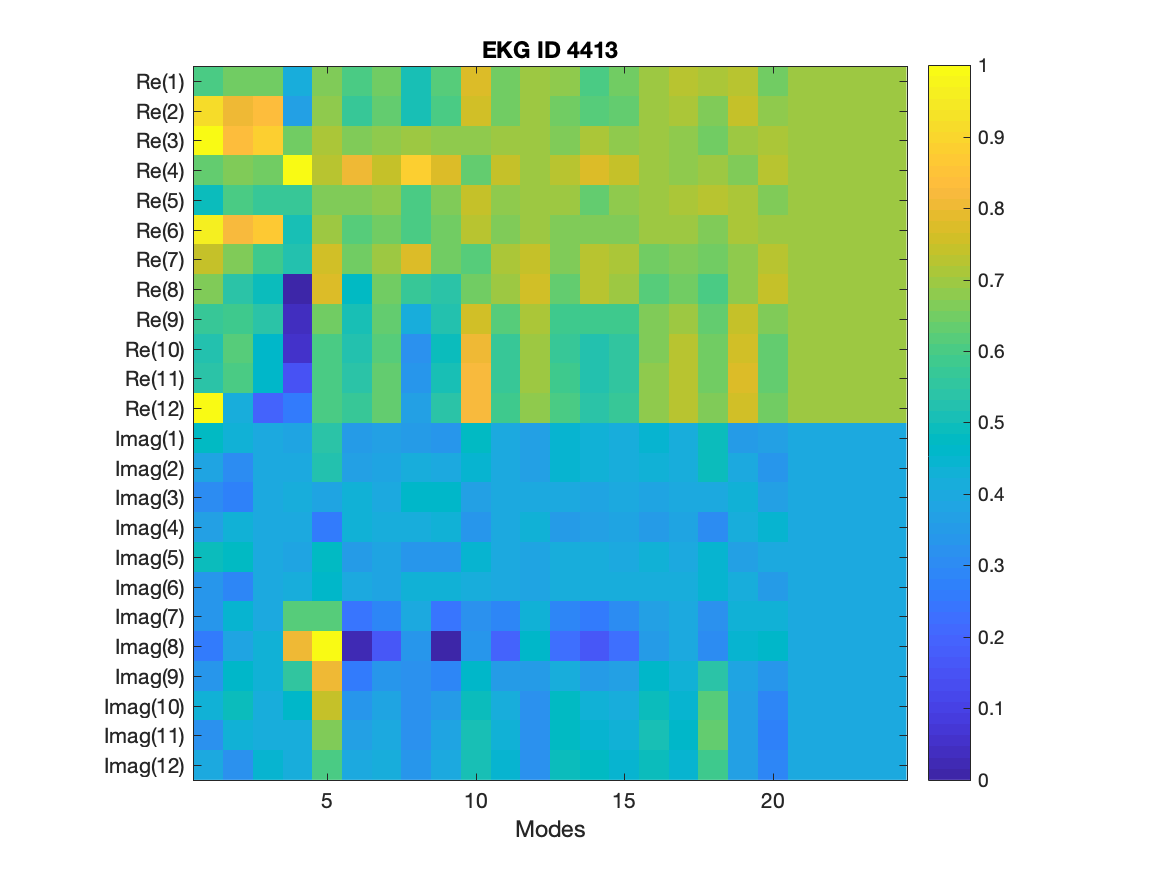 EKG ID 4413
Re(1)
Re(2)
Re(3)
Re(4)
Re(5)
Re(6)
Re(7)
Re(8)
Re(9)
Re(10)
Re(11)
Re(12)
Imag(1)
Imag(2)
Imag(3)
Imag(4)
Imag(5)
Imag(6)
Imag(7)
Imag(8)
Imag(9)
Imag(10)
Imag(11)
Imag(12)
5 10 15 20
Modes
1
0.9
0.8
0.7
0.6
0.5
0.4
0.3
0.2
0.1
0